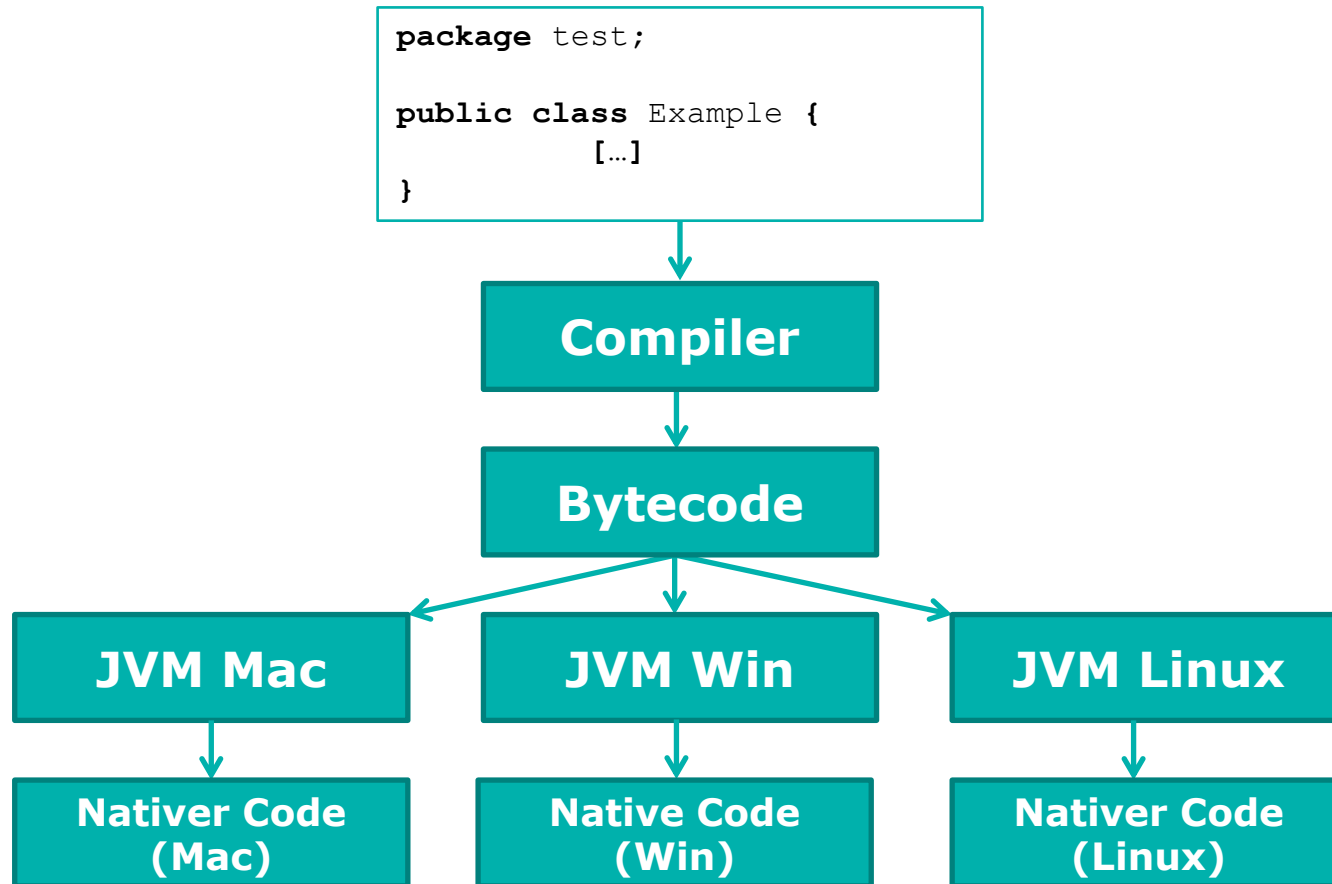 package test;
public class Example {
[…]
}
Compiler
Bytecode
JVM Mac
JVM Win
JVM Linux
Nativer Code
(Mac)
Native Code
(Win)
Nativer Code
(Linux)